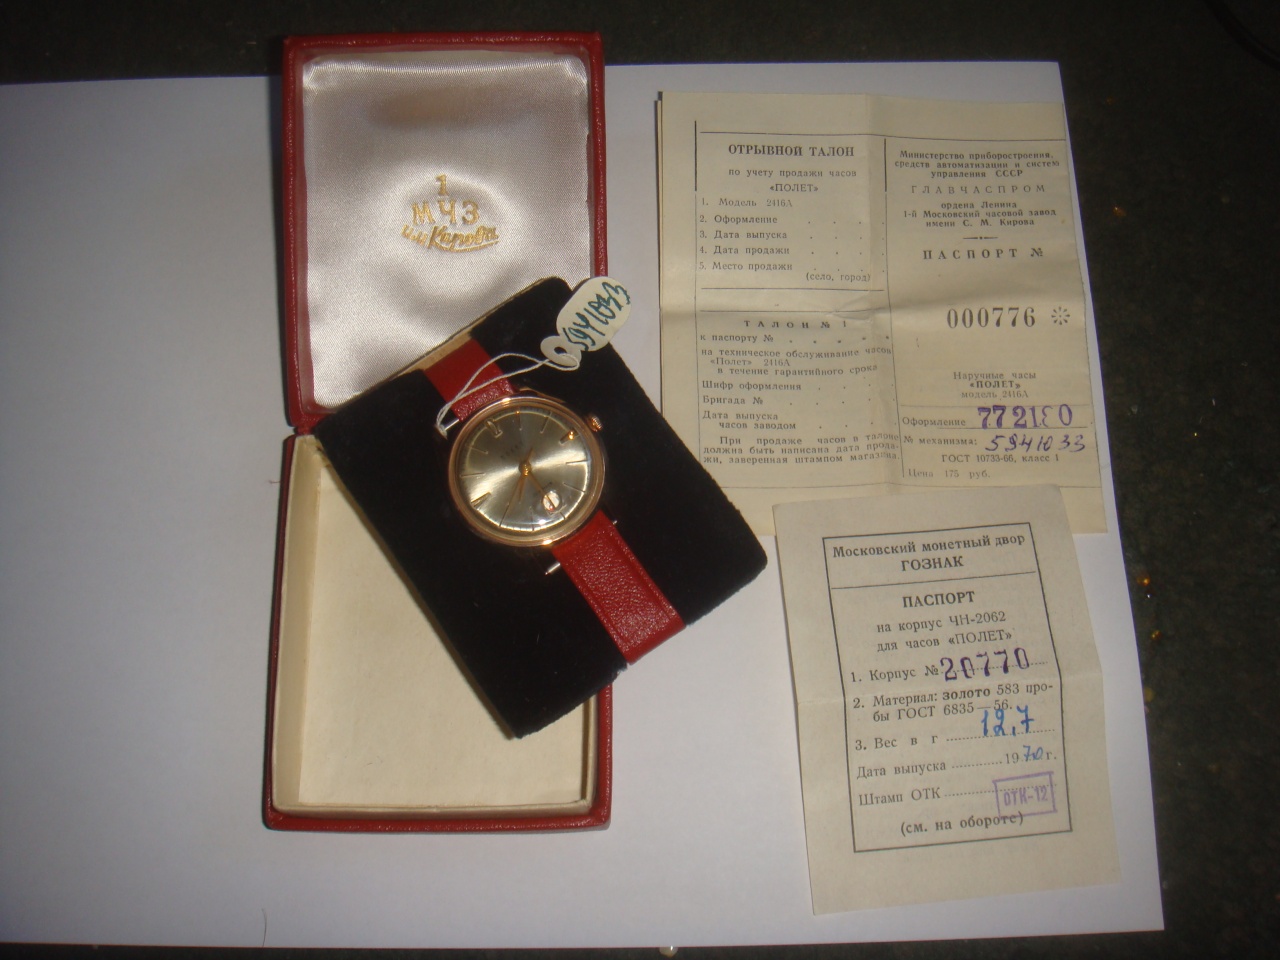 1
МЧЗ
им Кирова
5941033
ОТРЫВНОЙ ТАЛОН
по учету продажи часов
«ПОЛЕТ»
1. Модель 2416А
2. Оформление . . . .
3. Дата выпуска . . . .
4. Дата продажи . . . .
5. Место продажи . . . .
(село, город)
ТАЛОН № 1
к паспорту № . . . . .
на техническое обслуживание часов
«Полет» 2416А
в течение гарантийного срока
Шифр оформления . . . .
Бригада № . . . .
Дата выпуска
часов заводом . . . .
При продаже часов в талоне
должна быть написана дата прода-
жи, заверенная штампом магазина.
Министерство приборостроения,
средств автоматизации и систем
управления СССР
ГЛАВЧАСПРОМ
ордена Ленина
1-й Московский часовой завод
имени С. М. Кирова
ПАСПОРТ №
000776
Наручные часы
«ПОЛЕТ»
модель 2416А
Оформление 772180
№ механизма: 5941033
ГОСТ 10733-66, класс 1
Цена 175 руб.
Московский монетный двор
ГОЗНАК
ПАСПОРТ
на корпус ЧН-2062
для часов «ПОЛЕТ»
1. Корпус № 20770
2. Материал: золото 583 про-
бы ГОСТ 6835—56.
3. Вес в г 12,7
Дата выпуска 1970 г.
Штамп ОТК ОТК-12
(см. на обороте)